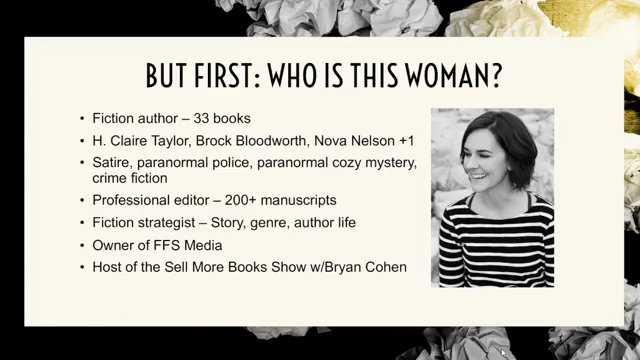 BUT FIRST: WHO IS THIS WOMAN?
• Fiction author – 33 books
• H. Claire Taylor, Brock Bloodworth, Nova Nelson +1
• Satire, paranormal police, paranormal cozy mystery,
crime fiction
• Professional editor – 200+ manuscripts
• Fiction strategist – Story, genre, author life
• Owner of FFS Media
• Host of the Sell More Books Show w/Bryan Cohen